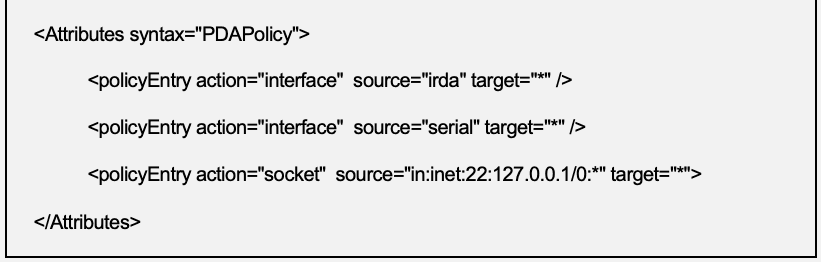 <Attributes syntax="PDAPolicy">
<policyEntry action="interface"  source="irda" target="*" />
<policyEntry action="interface"  source="serial" target="*" />
<policyEntry action="socket"  source="in:inet:22:127.0.0.1/0:*" target="*">
</Attributes>